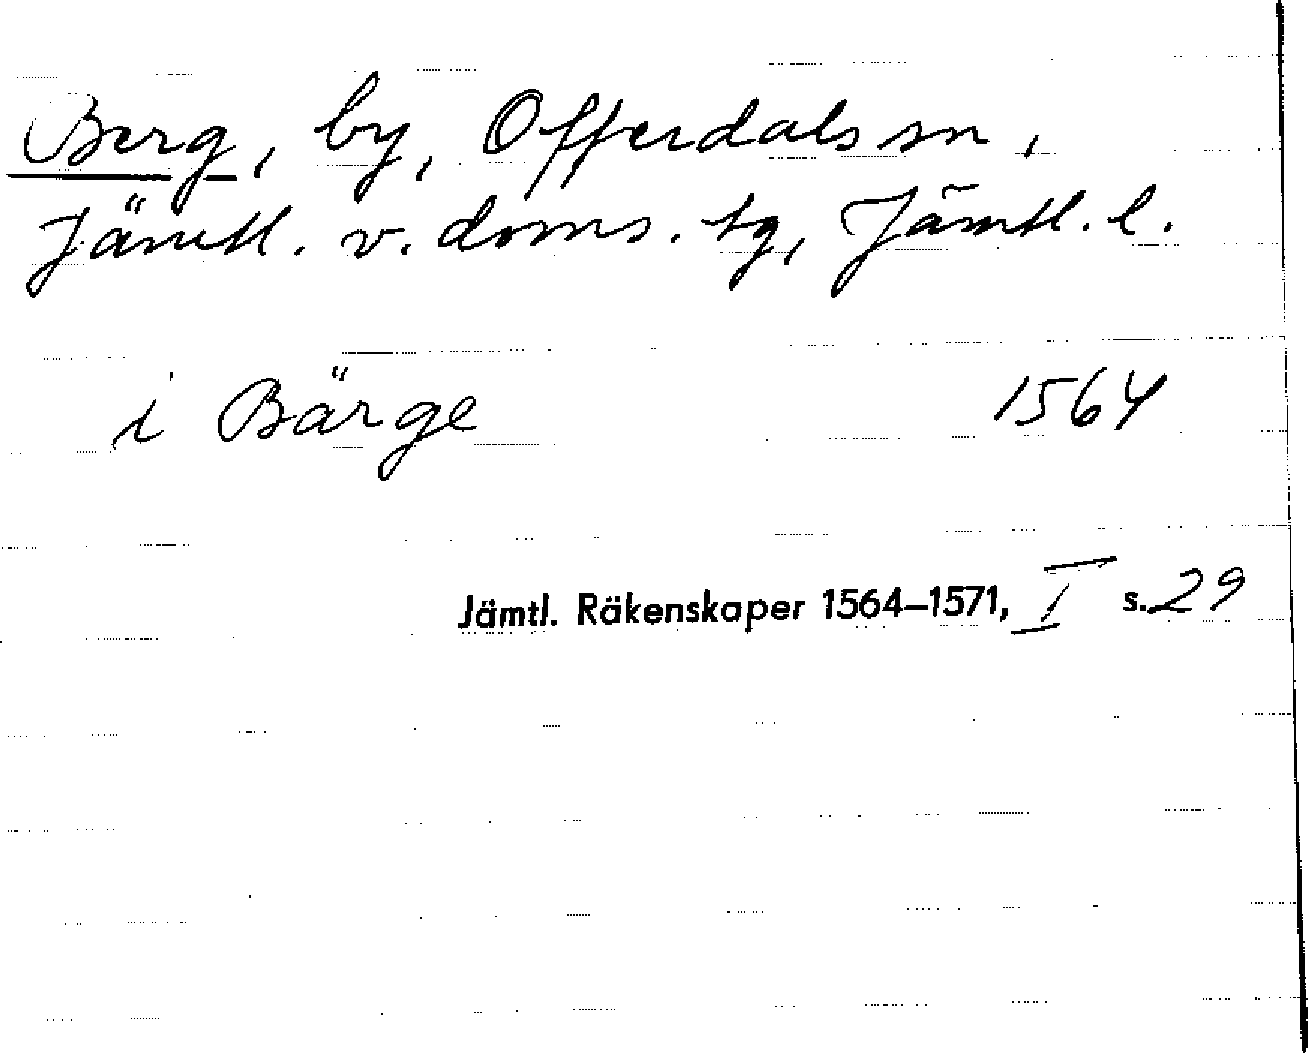 Berg, by, Offerdals sn,
Jämtl. v. doms. tg, Jämtl. l.
i Bärge 1564
Jämtl. Räkenskaper 1564–1571, I s. 29